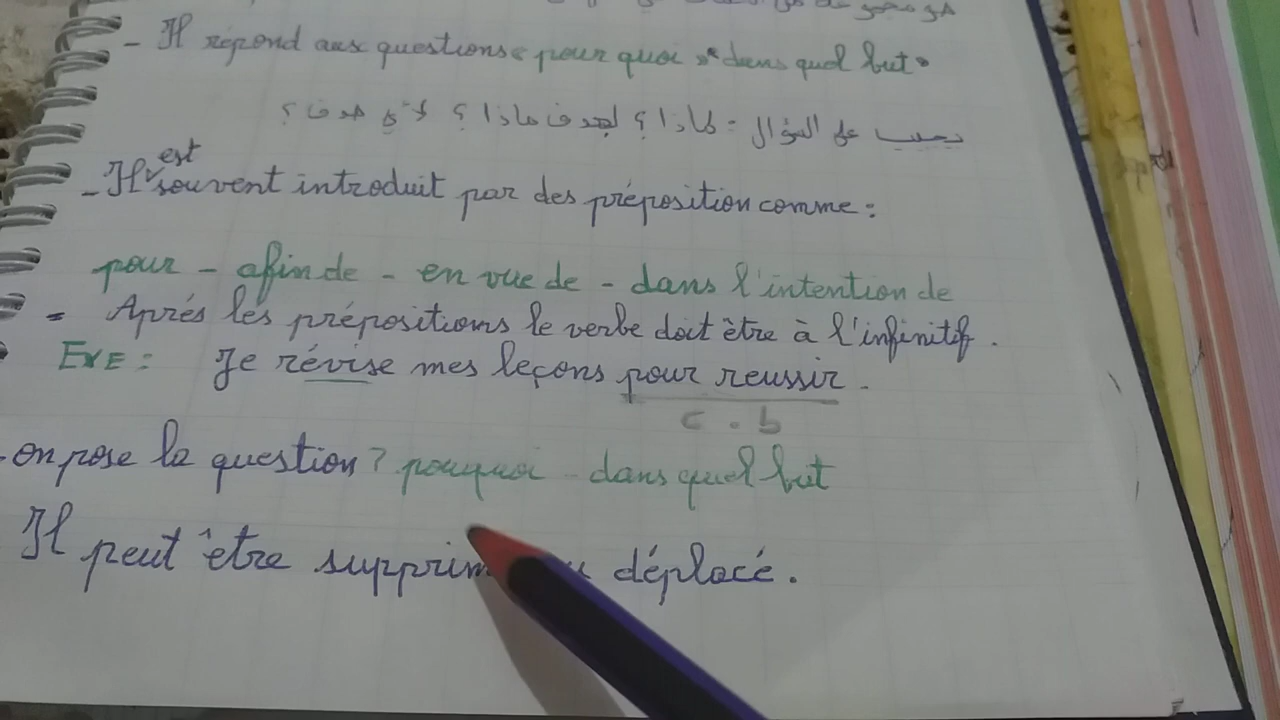 - Il répond aux questions « pour quoi » " dans quel but.
يجيب على السؤال : لماذا ؟ لهدف ماذا ؟ لأي هدف ؟
- Il est souvent introduit par des préposition comme :
pour - afin de - en vue de - dans l'intention de
= Aprés les prépositions le verbe doit être à l'infinitif.
EXE : Je révise mes leçons pour reussir.
c . b
- on pose la question ? pouquoi - dans quel but
Il peut être déplacé.